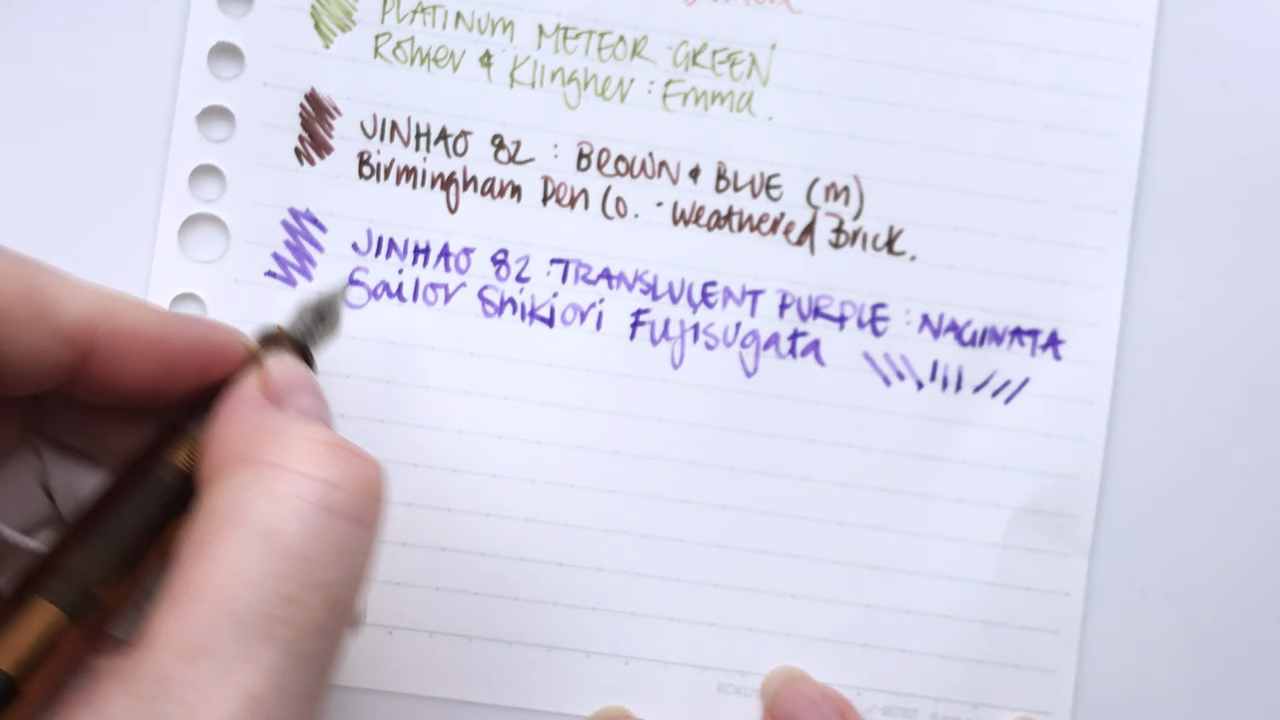 PLATINUM METEOR GREEN
Rohrer & Klingner : Emma.
JINHAO 82 : BROWN & BLUE (M)
Birmingham Pen Co. - Weathered Brick.
JINHAO 82 : TRANSLUCENT PURPLE : NAGINATA
Sailor Shikiori Fujisugata